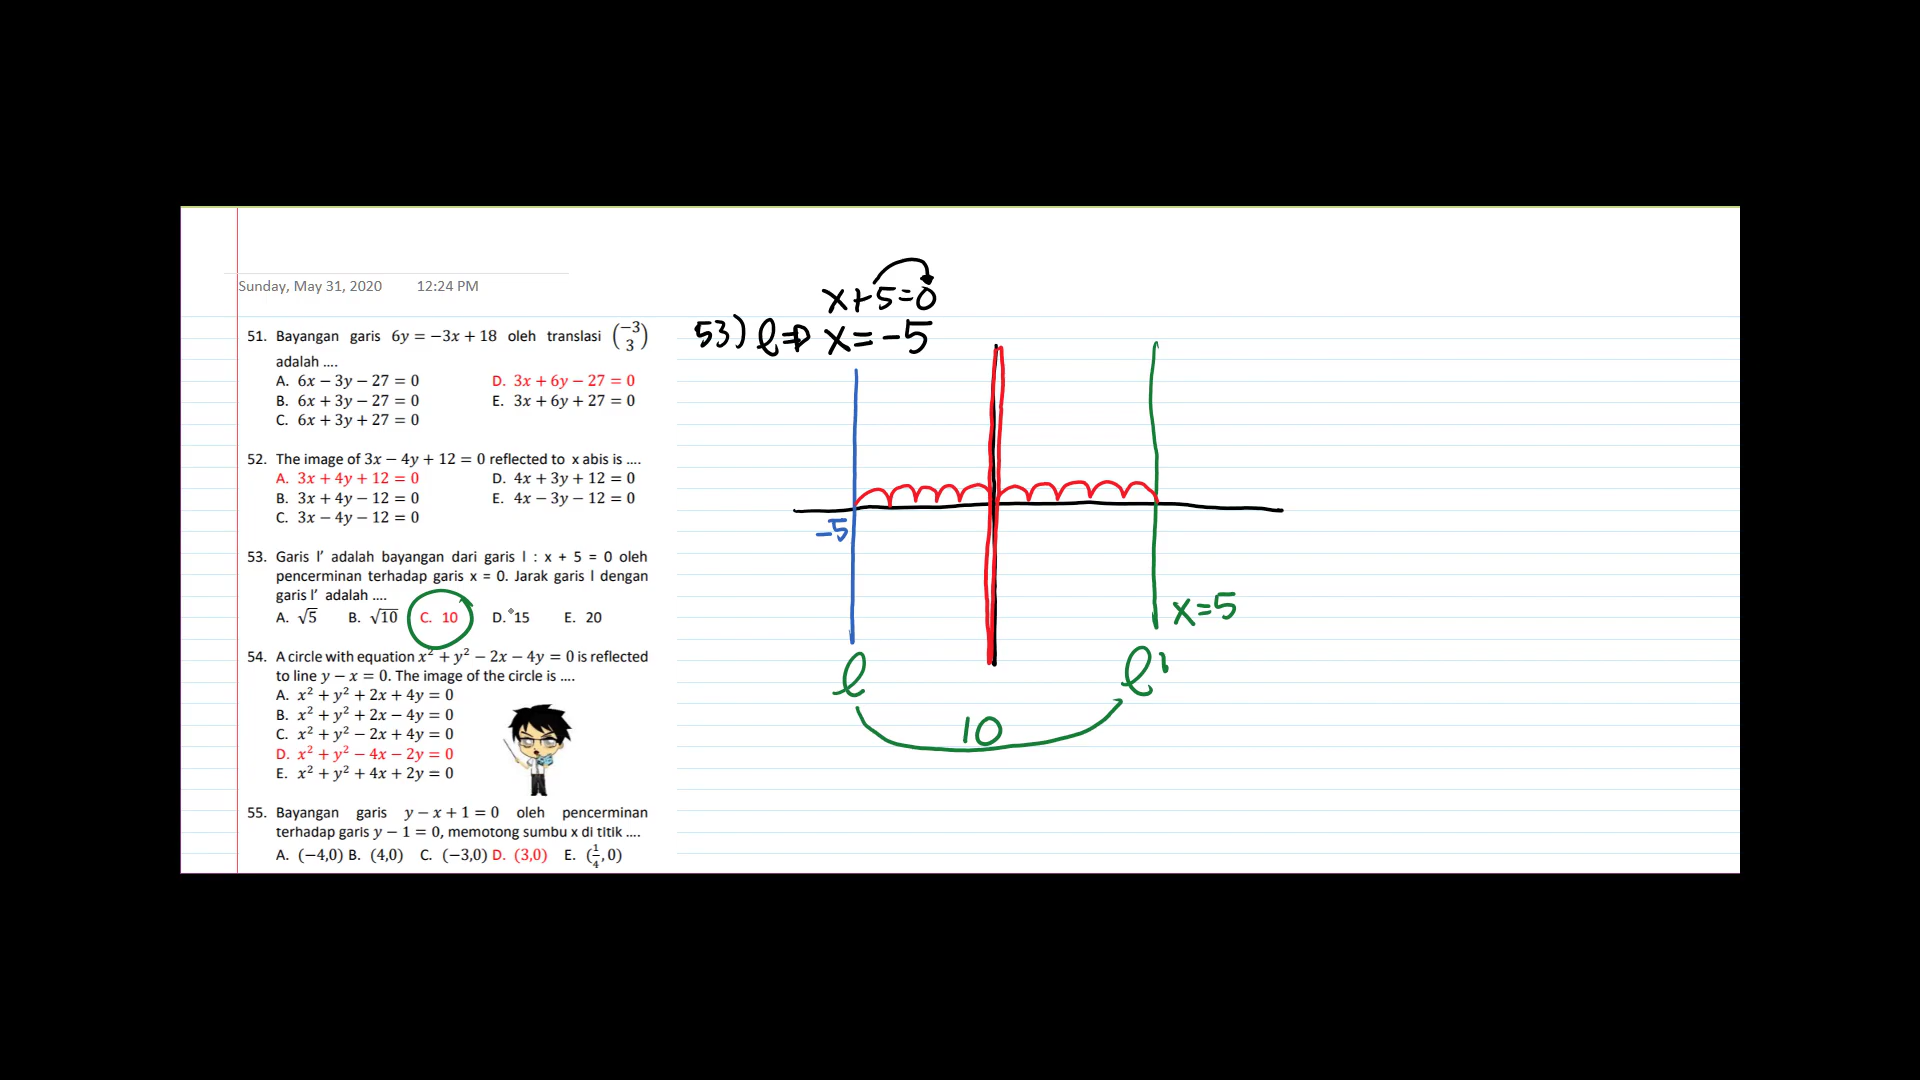 Sunday, May 31, 2020 12:24 PM
51. Bayangan garis 6y = −3x + 18 oleh translasi (−3 3)
adalah ....
A. 6x − 3y − 27 = 0 D. 3x + 6y − 27 = 0
B. 6x + 3y − 27 = 0 E. 3x + 6y + 27 = 0
C. 6x + 3y + 27 = 0
52. The image of 3x − 4y + 12 = 0 reflected to x abis is ....
A. 3x + 4y + 12 = 0 D. 4x + 3y + 12 = 0
B. 3x + 4y − 12 = 0 E. 4x − 3y − 12 = 0
C. 3x − 4y − 12 = 0
53. Garis l’ adalah bayangan dari garis l : x + 5 = 0 oleh
pencerminan terhadap garis x = 0. Jarak garis l dengan
garis l’ adalah ....
A. √5 B. √10 C. 10 D. 15 E. 20
54. A circle with equation x² + y² − 2x − 4y = 0 is reflected
to line y − x = 0. The image of the circle is ....
A. x² + y² + 2x + 4y = 0
B. x² + y² + 2x − 4y = 0
C. x² + y² − 2x + 4y = 0
D. x² + y² − 4x − 2y = 0
E. x² + y² + 4x + 2y = 0
55. Bayangan garis y − x + 1 = 0 oleh pencerminan
terhadap garis y − 1 = 0, memotong sumbu x di titik ....
A. (−4,0) B. (4,0) C. (−3,0) D. (3,0) E. (1/4, 0)
x+5=0
53) l ⇒ x = -5
-5
x=5
l l'
10